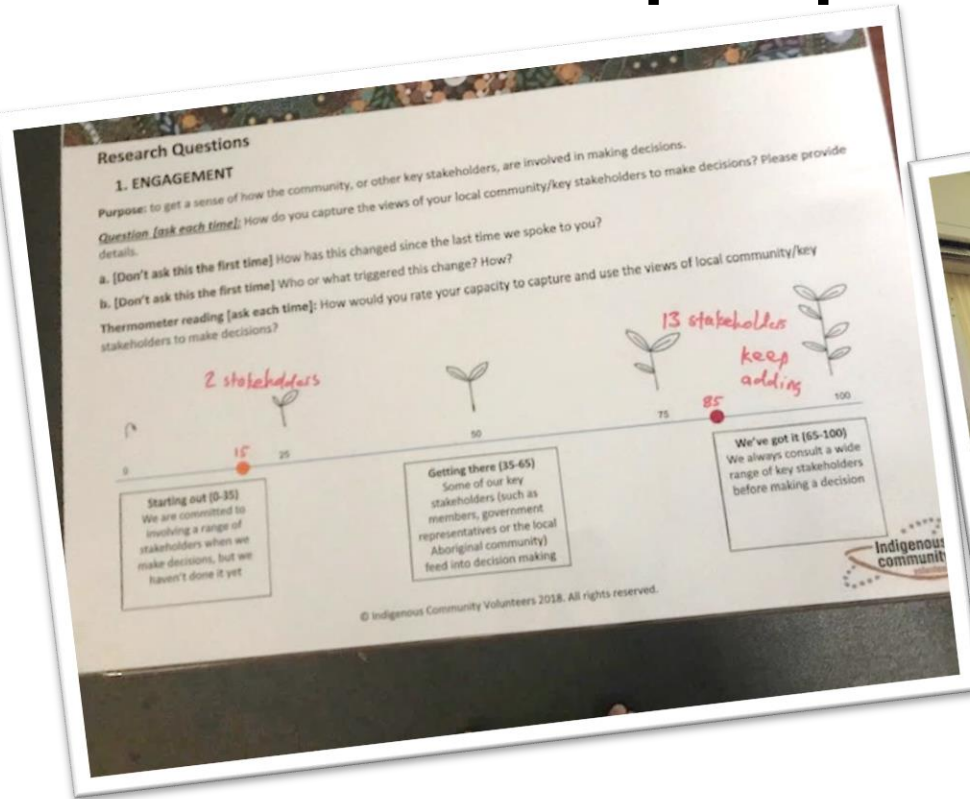 Research Questions
1. ENGAGEMENT
Purpose: to get a sense of how the community, or other key stakeholders, are involved in making decisions.
Question [ask each time]: How do you capture the views of your local community/key stakeholders to make decisions? Please provide
details.
a. [Don't ask this the first time] How has this changed since the last time we spoke to you?
b. [Don't ask this the first time] Who or what triggered this change? How?
Thermometer reading [ask each time]: How would you rate your capacity to capture and use the views of local community/key
stakeholders to make decisions?
2 stakeholders
13 stakeholders
keep
adding
0
15
25
50
75
85
100
Starting out (0-35)
We are committed to
involving a range of
stakeholders when we
make decisions, but we
haven't done it yet
Getting there (35-65)
Some of our key
stakeholders (such as
members, government
representatives or the local
Aboriginal community)
feed into decision making
We've got it (65-100)
We always consult a wide
range of key stakeholders
before making a decision
Indigenous
communit
© Indigenous Community Volunteers 2018. All rights reserved.